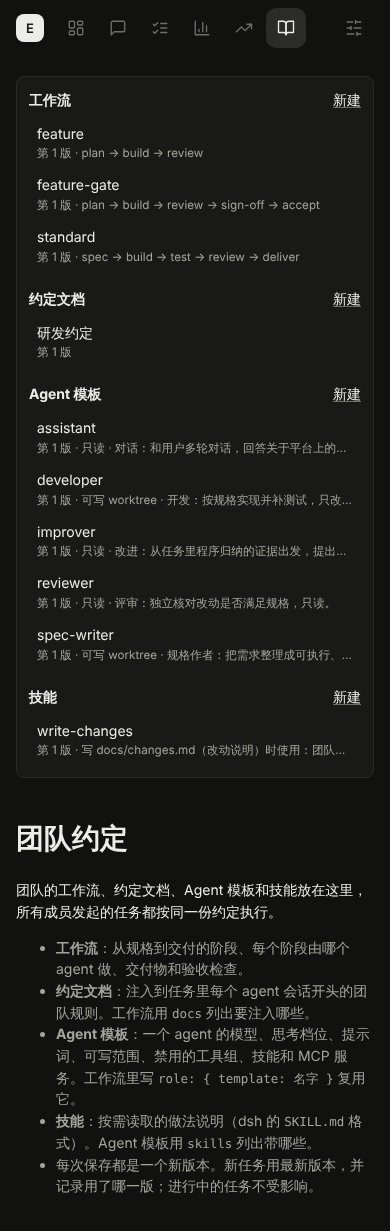 E
工作流 新建
feature
第 1 版 · plan → build → review
feature-gate
第 1 版 · plan → build → review → sign-off → accept
standard
第 1 版 · spec → build → test → review → deliver
约定文档 新建
研发约定
第 1 版
Agent 模板 新建
assistant
第 1 版 · 只读 · 对话：和用户多轮对话，回答关于平台上的...
developer
第 1 版 · 可写 worktree · 开发：按规格实现并补测试，只改...
improver
第 1 版 · 只读 · 改进：从任务里程序归纳的证据出发，提出...
reviewer
第 1 版 · 只读 · 评审：独立核对改动是否满足规格，只读。
spec-writer
第 1 版 · 可写 worktree · 规格作者：把需求整理成可执行、...
技能 新建
write-changes
第 1 版 · 写 docs/changes.md（改动说明）时使用：团队...
团队约定
团队的工作流、约定文档、Agent 模板和技能放在这里，
所有成员发起的任务都按同一份约定执行。
• 工作流：从规格到交付的阶段、每个阶段由哪个
agent 做、交付物和验收检查。
• 约定文档：注入到任务里每个 agent 会话开头的团
队规则。工作流用 docs 列出要注入哪些。
• Agent 模板：一个 agent 的模型、思考档位、提示
词、可写范围、禁用的工具组、技能和 MCP 服
务。工作流里写 role: { template: 名字 } 复用
它。
• 技能：按需读取的做法说明（dsh 的 SKILL.md 格
式）。Agent 模板用 skills 列出带哪些。
• 每次保存都是一个新版本。新任务用最新版本，并
记录用了哪一版；进行中的任务不受影响。